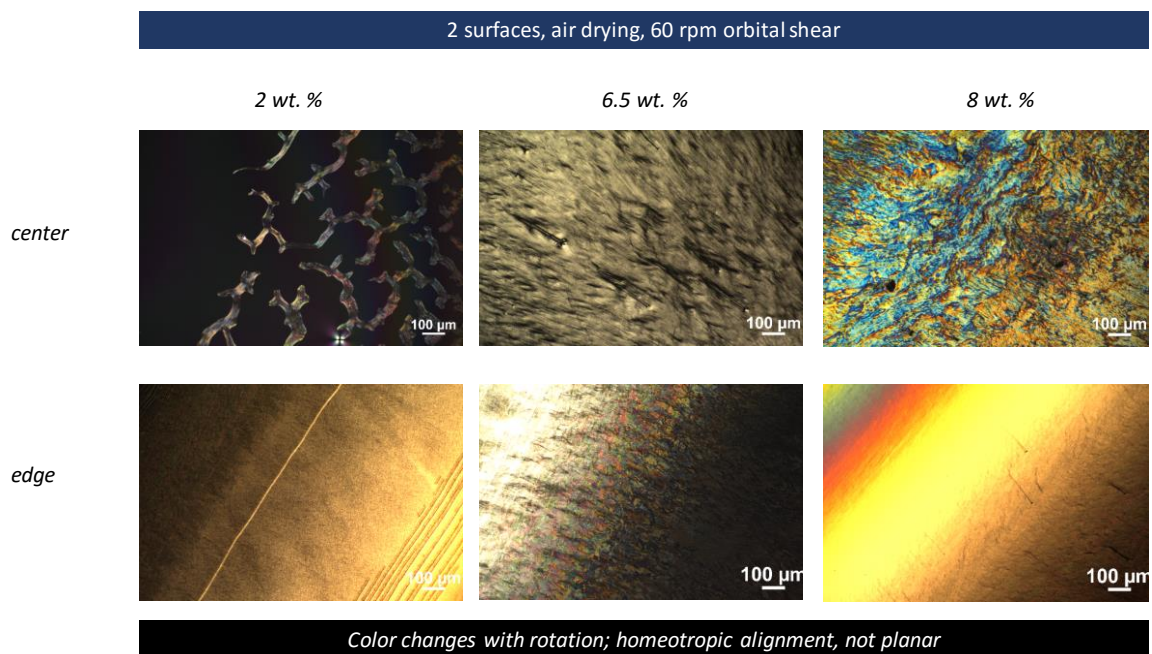 2 surfaces, air drying, 60 rpm orbital shear
2 wt. %
6.5 wt. %
8 wt. %
center
100 µm
100 µm
100 µm
edge
100 µm
100 µm
100 µm
Color changes with rotation; homeotropic alignment, not planar